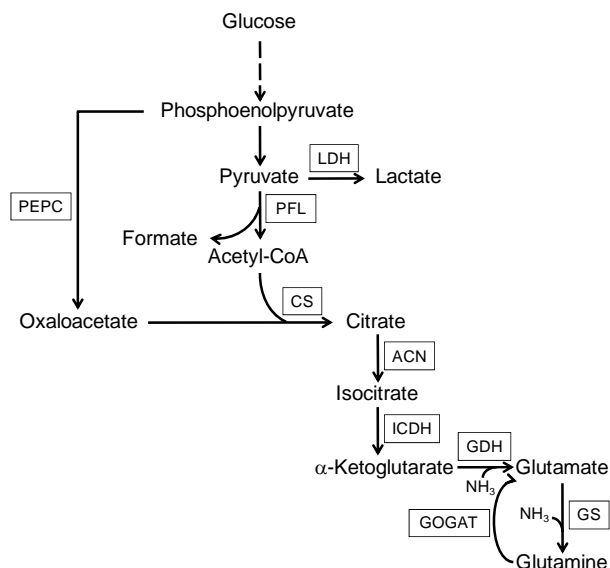 Glucose
Phosphoenolpyruvate
LDH
Pyruvate
Lactate
PEPC
PFL
Formate
Acetyl-CoA
CS
Oxaloacetate
Citrate
ACN
Isocitrate
ICDH
GDH
α-Ketoglutarate
Glutamate
NH3
GOGAT
NH3
GS
Glutamine